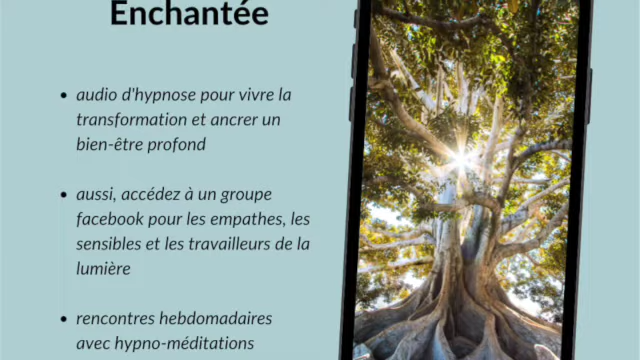 Enchantée
• audio d'hypnose pour vivre la
transformation et ancrer un
bien-être profond
• aussi, accédez à un groupe
facebook pour les empathes, les
sensibles et les travailleurs de la
lumière
• rencontres hebdomadaires
avec hypno-méditations